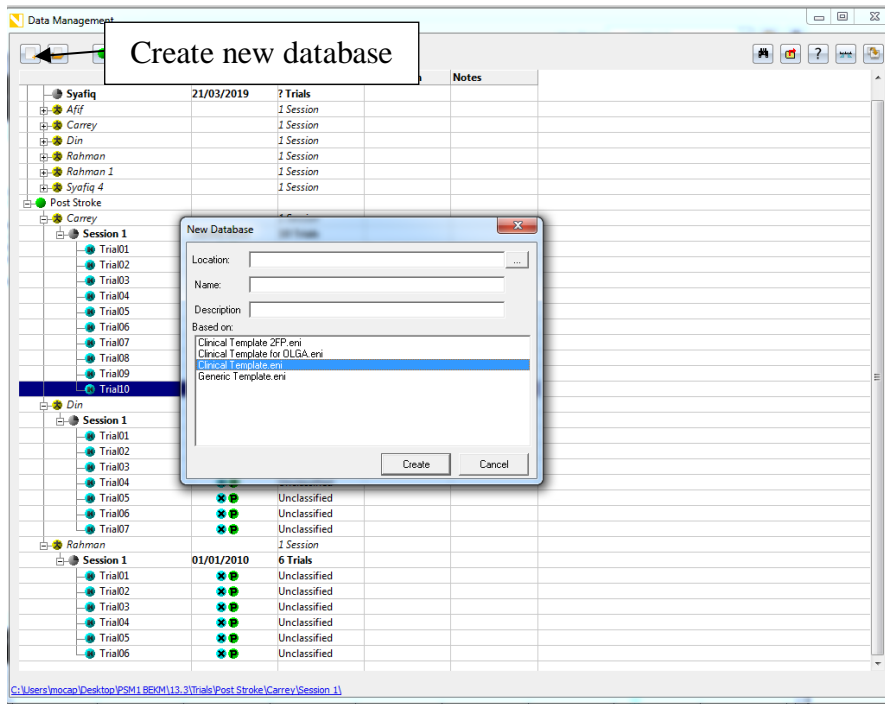 Data Management
Create new database
?
Notes
Syafiq 21/03/2019 ? Trials
Afif 1 Session
Carrey 1 Session
Din 1 Session
Rahman 1 Session
Rahman 1 1 Session
Syafiq 4 1 Session
Post Stroke
Carrey
Session 1
Trial01
Trial02
Trial03
Trial04
Trial05
Trial06
Trial07
Trial08
Trial09
Trial10
New Database
Location: ...
Name:
Description
Based on:
Clinical Template 2FP.eni
Clinical Template for OLGA.eni
Clinical Template.eni
Generic Template.eni
Create Cancel
Din
Session 1
Trial01
Trial02
Trial03
Trial04
Trial05 Unclassified
Trial06 Unclassified
Trial07 Unclassified
Rahman 1 Session
Session 1 01/01/2010 6 Trials
Trial01 Unclassified
Trial02 Unclassified
Trial03 Unclassified
Trial04 Unclassified
Trial05 Unclassified
Trial06 Unclassified
C:\Users\mocap\Desktop\PSM1 BEKM\13.3\Trials\Post Stroke\Carrey\Session 1\